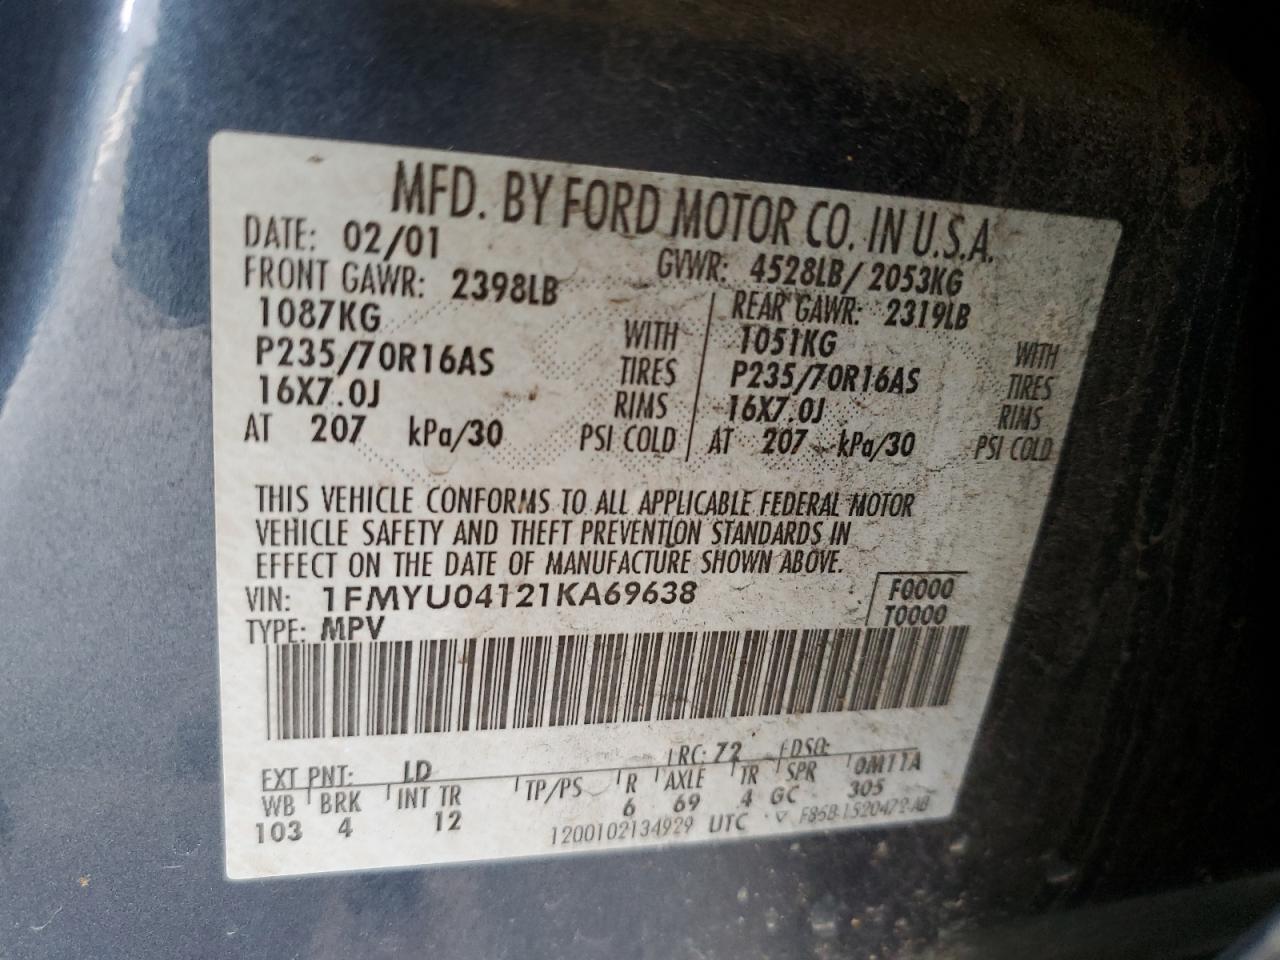 MFD. BY FORD MOTOR CO. IN U.S.A.
DATE: 02/01 GVWR: 4528LB/ 2053KG
FRONT GAWR: 2398LB REAR GAWR: 2319LB
1087KG WITH 1051KG WITH
P235/70R16AS TIRES P235/70R16AS TIRES
16X7.0J RIMS 16X7.0J RIMS
AT 207 kPa/30 PSI COLD AT 207 kPa/30 PSI COLD
THIS VEHICLE CONFORMS TO ALL APPLICABLE FEDERAL MOTOR
VEHICLE SAFETY AND THEFT PREVENTION STANDARDS IN
EFFECT ON THE DATE OF MANUFACTURE SHOWN ABOVE.
VIN: 1FMYU04121KA69638 F0000
TYPE: MPV T0000
EXT PNT: LD RC: 72 DSO:
WB BRK INT TR TP/PS R AXLE TR SPR 0M11A
103 4 12 6 69 4 GC 305
1200102134929 UTC